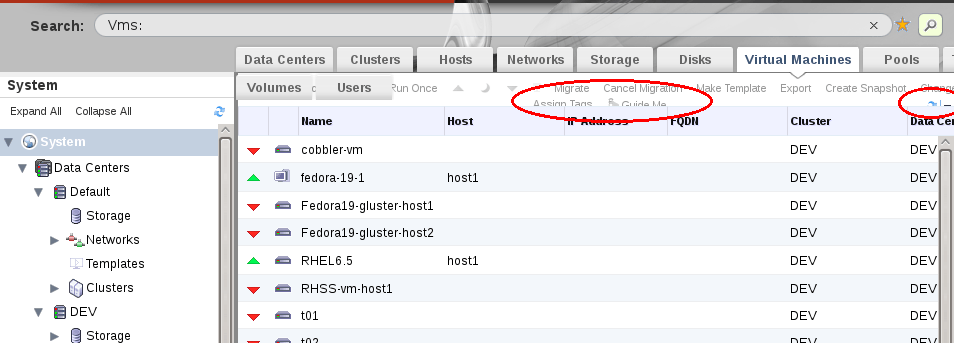 Search: Vms: ×
Data Centers Clusters Hosts Networks Storage Disks Virtual Machines Pools
System
Volumes Users Run Once Migrate Cancel Migration Make Template Export Create Snapshot Change
Expand All Collapse All
Assign Tags Guide Me
Name Host IP Address FQDN Cluster Data Cen
System
cobbler-vm DEV DEV
Data Centers
fedora-19-1 host1 DEV DEV
Default
Fedora19-gluster-host1 DEV DEV
Storage
Fedora19-gluster-host2 DEV DEV
Networks
RHEL6.5 host1 DEV DEV
Templates
Clusters
RHSS-vm-host1 DEV DEV
DEV
t01 DEV DEV
Storage
t02 DEV DEV